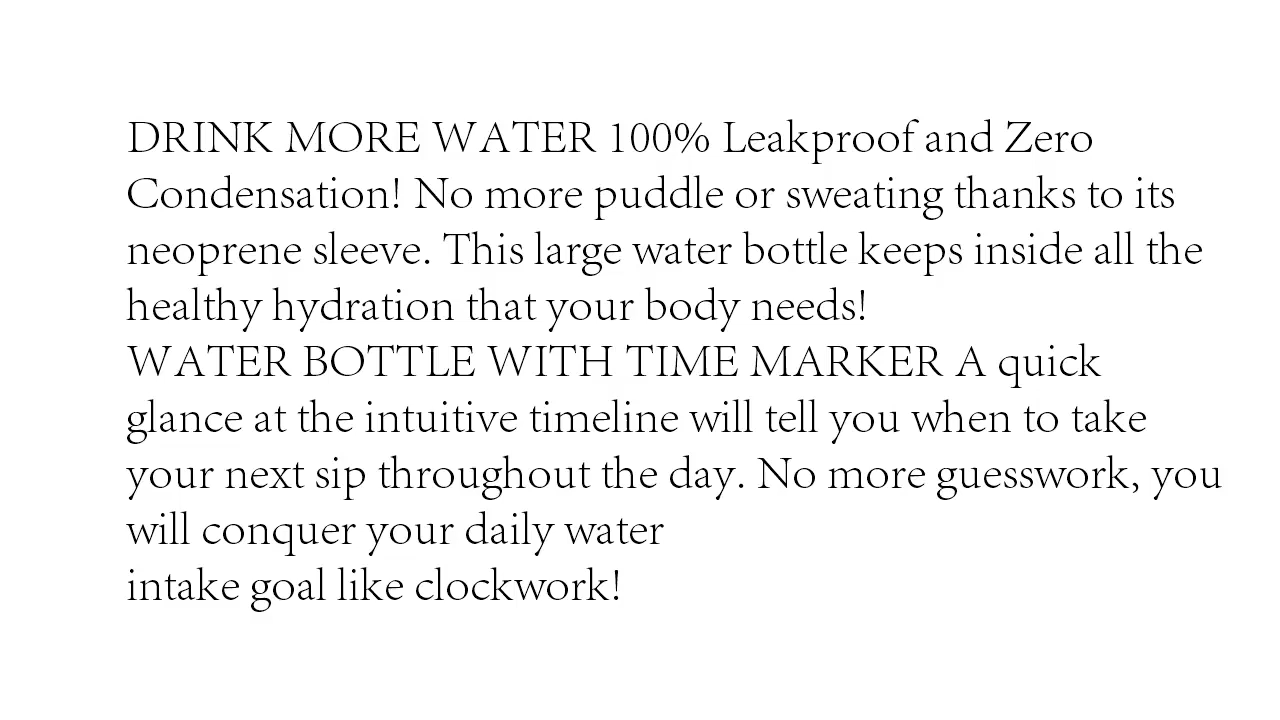 DRINK MORE WATER 100% Leakproof and Zero
Condensation! No more puddle or sweating thanks to its
neoprene sleeve. This large water bottle keeps inside all the
healthy hydration that your body needs!
WATER BOTTLE WITH TIME MARKER A quick
glance at the intuitive timeline will tell you when to take
your next sip throughout the day. No more guesswork, you
will conquer your daily water
intake goal like clockwork!